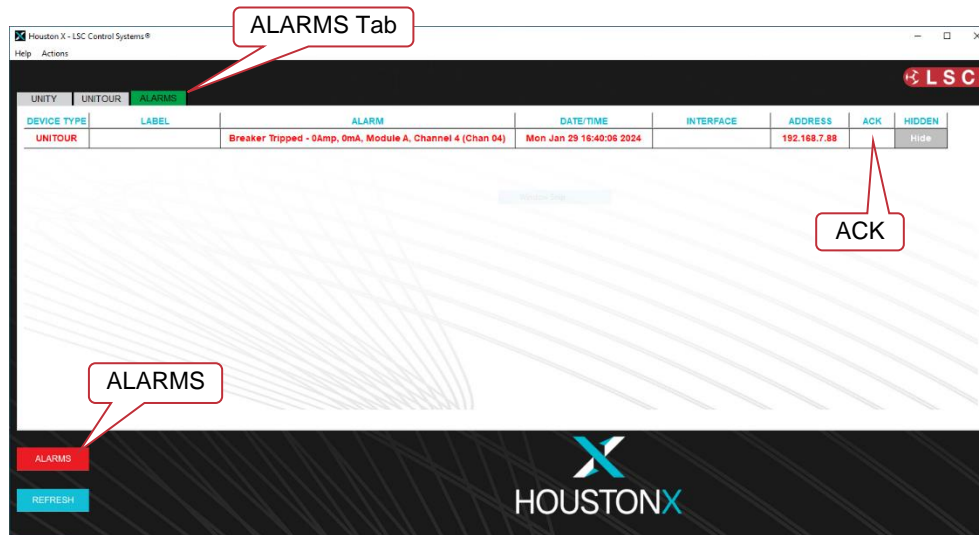 ALARMS Tab
Houston X - LSC Control Systems®
Help Actions
LSC
UNITY UNITOUR ALARMS
DEVICE TYPE LABEL ALARM DATE/TIME INTERFACE ADDRESS ACK HIDDEN
UNITOUR Breaker Tripped - 0Amp, 0mA, Module A, Channel 4 (Chan 04) Mon Jan 29 16:40:06 2024 192.168.7.88 Hide
ACK
ALARMS
ALARMS
REFRESH
HOUSTONX